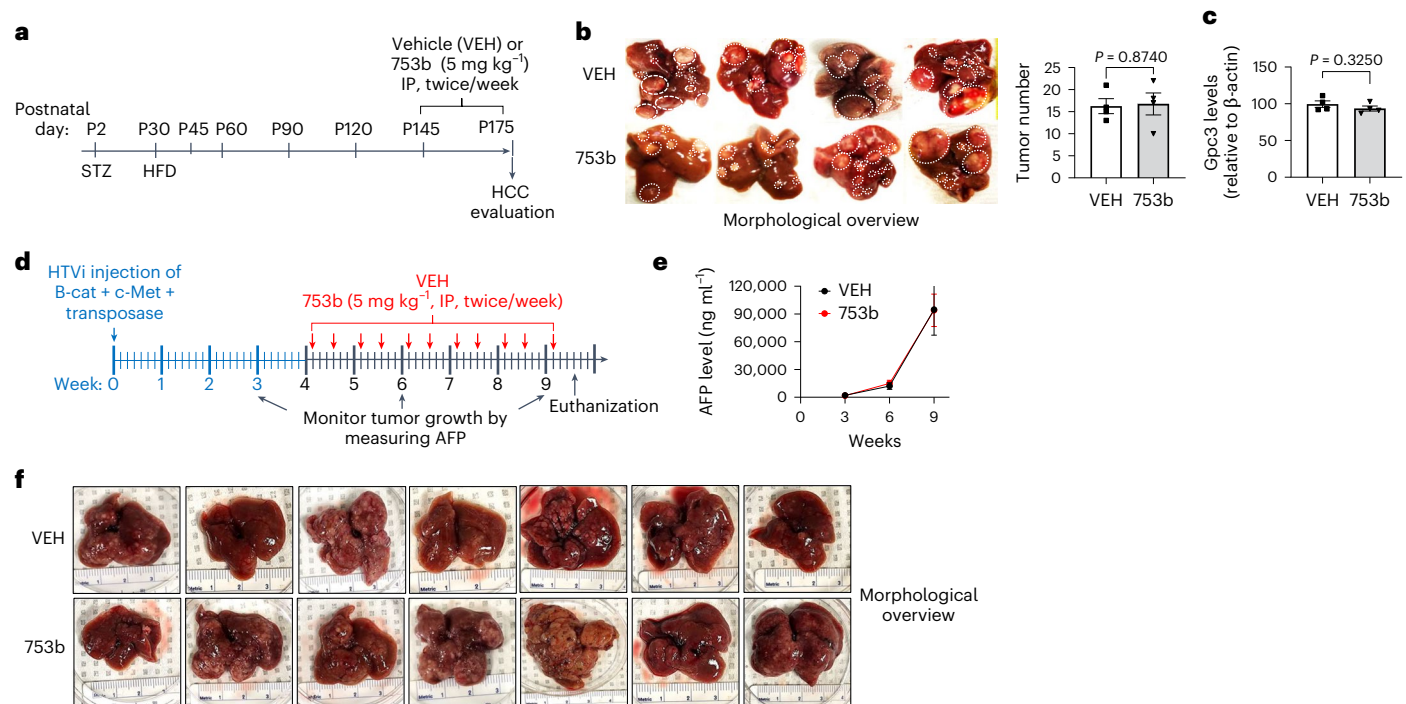 a
Vehicle (VEH) or
753b (5 mg kg⁻¹)
IP, twice/week
Postnatal
day: P2 P30 P45 P60 P90 P120 P145 P175
STZ HFD
HCC
evaluation
b
VEH
753b
Morphological overview
P = 0.8740
Tumor number
25
20
15
10
5
0
VEH 753b
c
P = 0.3250
Gpc3 levels
(relative to β-actin)
150
100
50
0
VEH 753b
d
HTVi injection of
B-cat + c-Met +
transposase
VEH
753b (5 mg kg⁻¹, IP, twice/week)
Week: 0 1 2 3 4 5 6 7 8 9
Monitor tumor growth by
measuring AFP
Euthanization
e
AFP level (ng ml⁻¹)
120,000
90,000
60,000
30,000
0
VEH
753b
0 3 6 9
Weeks
f
VEH
753b
Morphological
overview